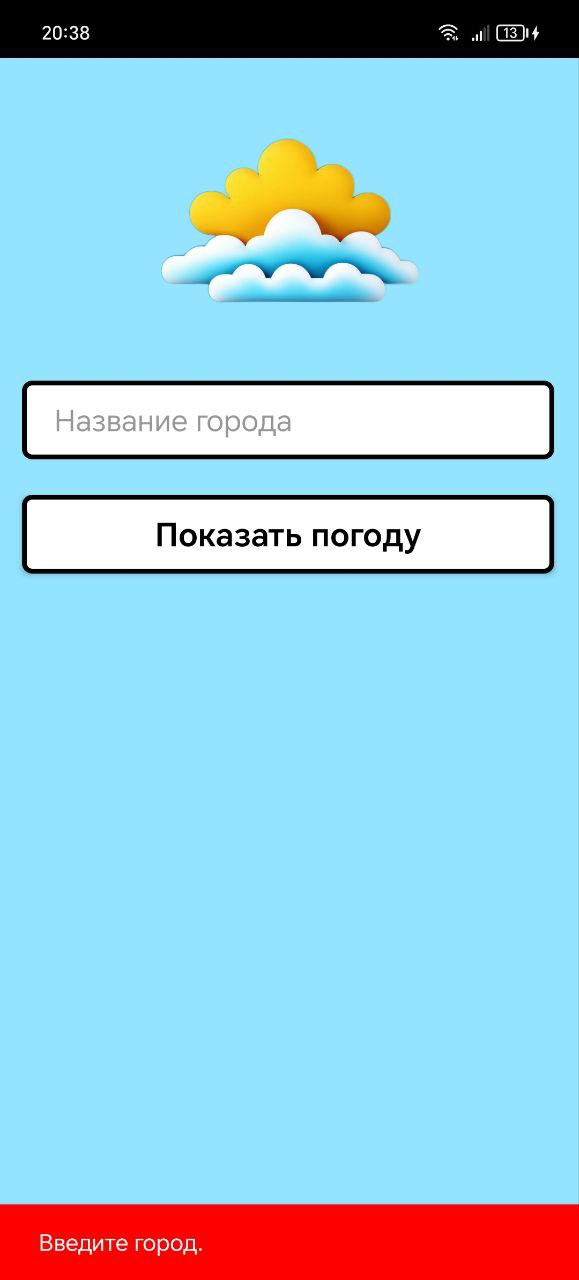 20:38
13
Название города
Показать погоду
Введите город.